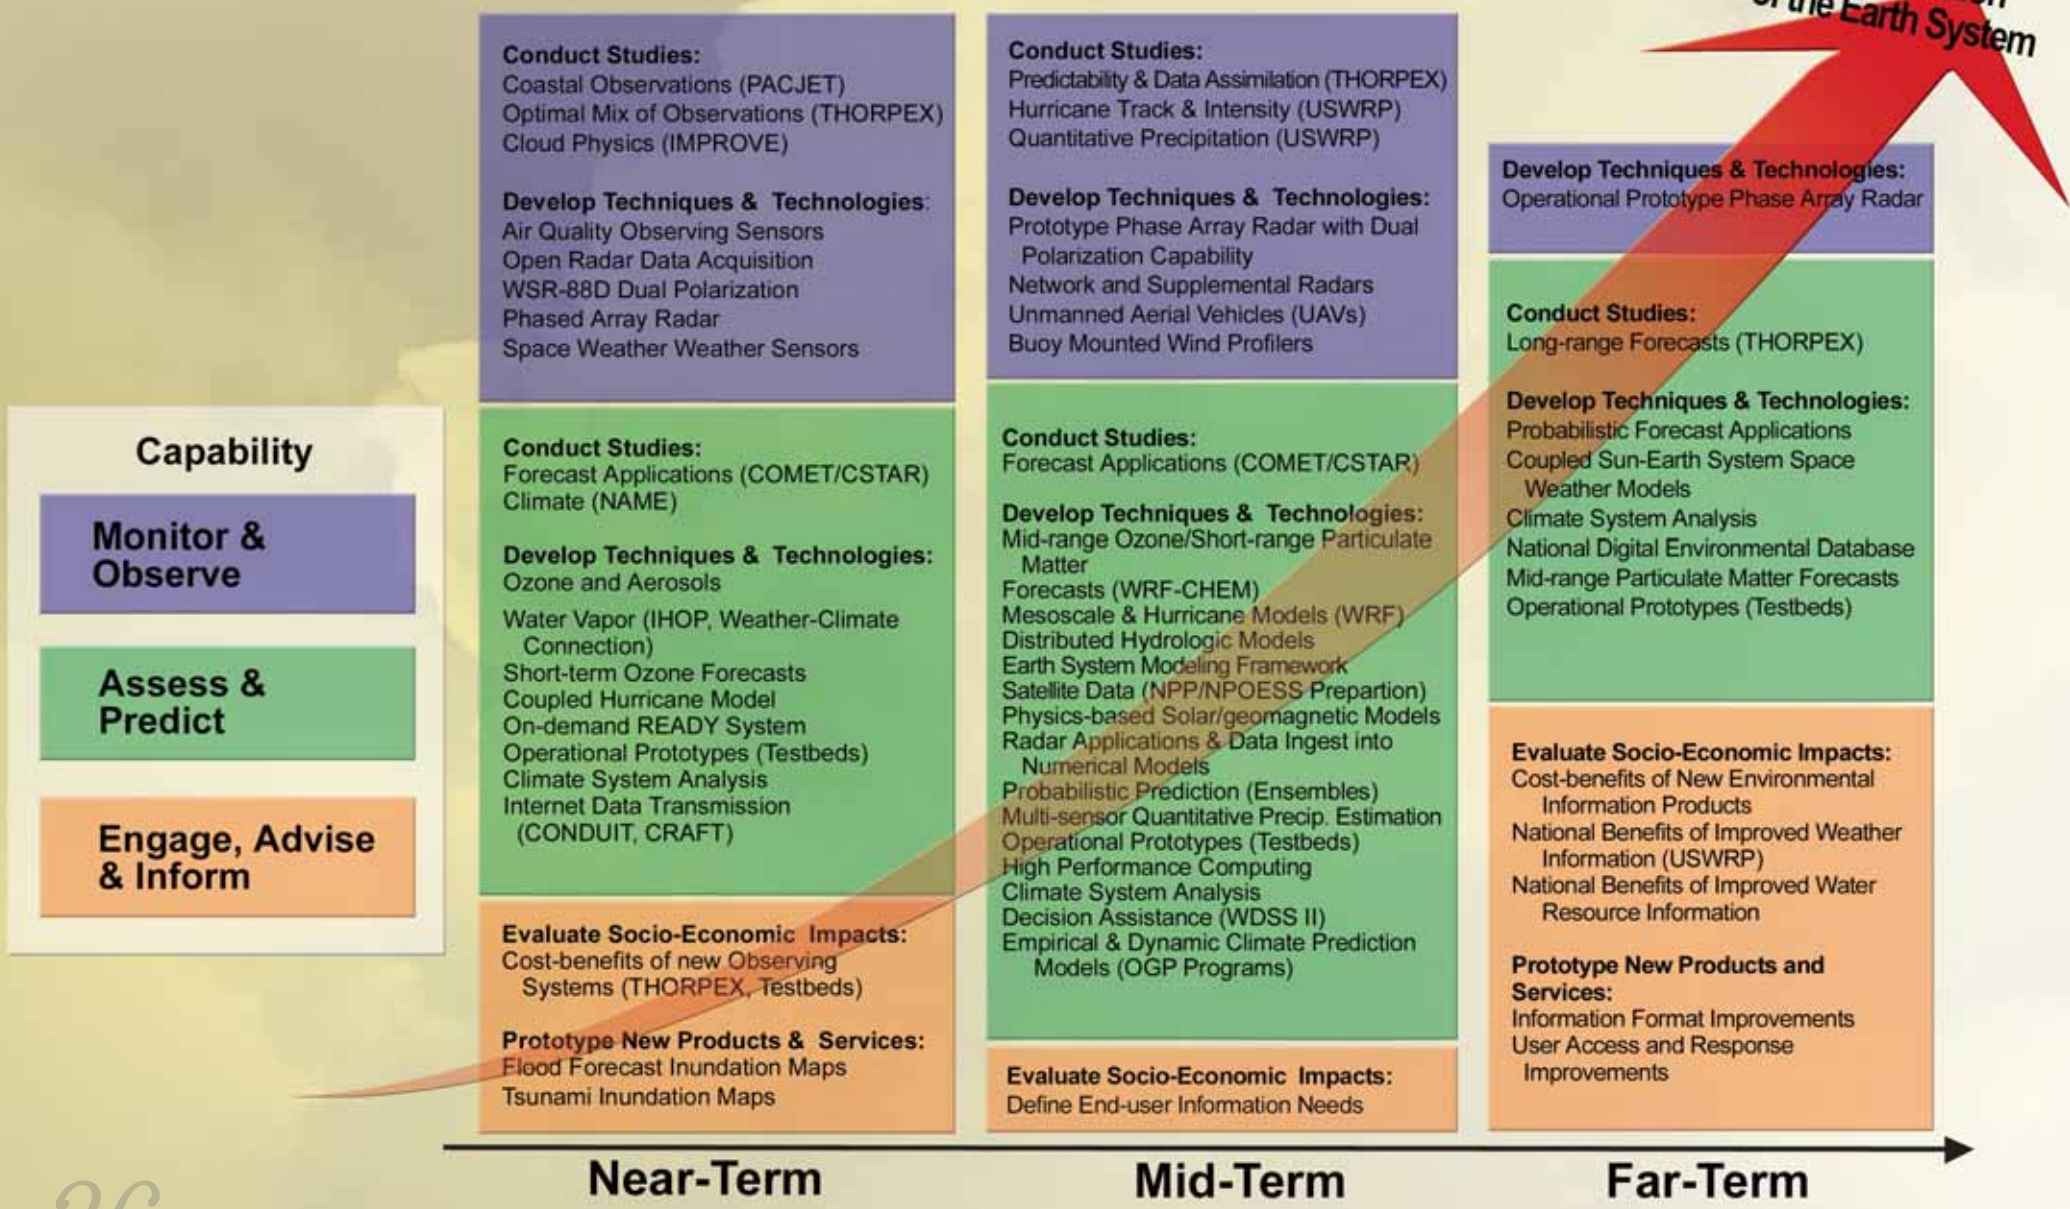 of the Earth System
Conduct Studies:
Coastal Observations (PACJET)
Optimal Mix of Observations (THORPEX)
Cloud Physics (IMPROVE)
Develop Techniques & Technologies:
Air Quality Observing Sensors
Open Radar Data Acquisition
WSR-88D Dual Polarization
Phased Array Radar
Space Weather Weather Sensors
Conduct Studies:
Predictability & Data Assimilation (THORPEX)
Hurricane Track & Intensity (USWRP)
Quantitative Precipitation (USWRP)
Develop Techniques & Technologies:
Prototype Phase Array Radar with Dual
Polarization Capability
Network and Supplemental Radars
Unmanned Aerial Vehicles (UAVs)
Buoy Mounted Wind Profilers
Develop Techniques & Technologies:
Operational Prototype Phase Array Radar
Capability
Monitor &
Observe
Assess &
Predict
Engage, Advise
& Inform
Conduct Studies:
Forecast Applications (COMET/CSTAR)
Climate (NAME)
Develop Techniques & Technologies:
Ozone and Aerosols
Water Vapor (IHOP, Weather-Climate
Connection)
Short-term Ozone Forecasts
Coupled Hurricane Model
On-demand READY System
Operational Prototypes (Testbeds)
Climate System Analysis
Internet Data Transmission
(CONDUIT, CRAFT)
Conduct Studies:
Forecast Applications (COMET/CSTAR)
Develop Techniques & Technologies:
Mid-range Ozone/Short-range Particulate
Matter
Forecasts (WRF-CHEM)
Mesoscale & Hurricane Models (WRF)
Distributed Hydrologic Models
Earth System Modeling Framework
Satellite Data (NPP/NPOESS Prepartion)
Physics-based Solar/geomagnetic Models
Radar Applications & Data Ingest into
Numerical Models
Probabilistic Prediction (Ensembles)
Multi-sensor Quantitative Precip. Estimation
Operational Prototypes (Testbeds)
High Performance Computing
Climate System Analysis
Decision Assistance (WDSS II)
Empirical & Dynamic Climate Prediction
Models (OGP Programs)
Conduct Studies:
Long-range Forecasts (THORPEX)
Develop Techniques & Technologies:
Probabilistic Forecast Applications
Coupled Sun-Earth System Space
Weather Models
Climate System Analysis
National Digital Environmental Database
Mid-range Particulate Matter Forecasts
Operational Prototypes (Testbeds)
Evaluate Socio-Economic Impacts:
Cost-benefits of new Observing
Systems (THORPEX, Testbeds)
Prototype New Products & Services:
Flood Forecast Inundation Maps
Tsunami Inundation Maps
Evaluate Socio-Economic Impacts:
Define End-user Information Needs
Evaluate Socio-Economic Impacts:
Cost-benefits of New Environmental
Information Products
National Benefits of Improved Weather
Information (USWRP)
National Benefits of Improved Water
Resource Information
Prototype New Products and
Services:
Information Format Improvements
User Access and Response
Improvements
Near-Term
Mid-Term
Far-Term